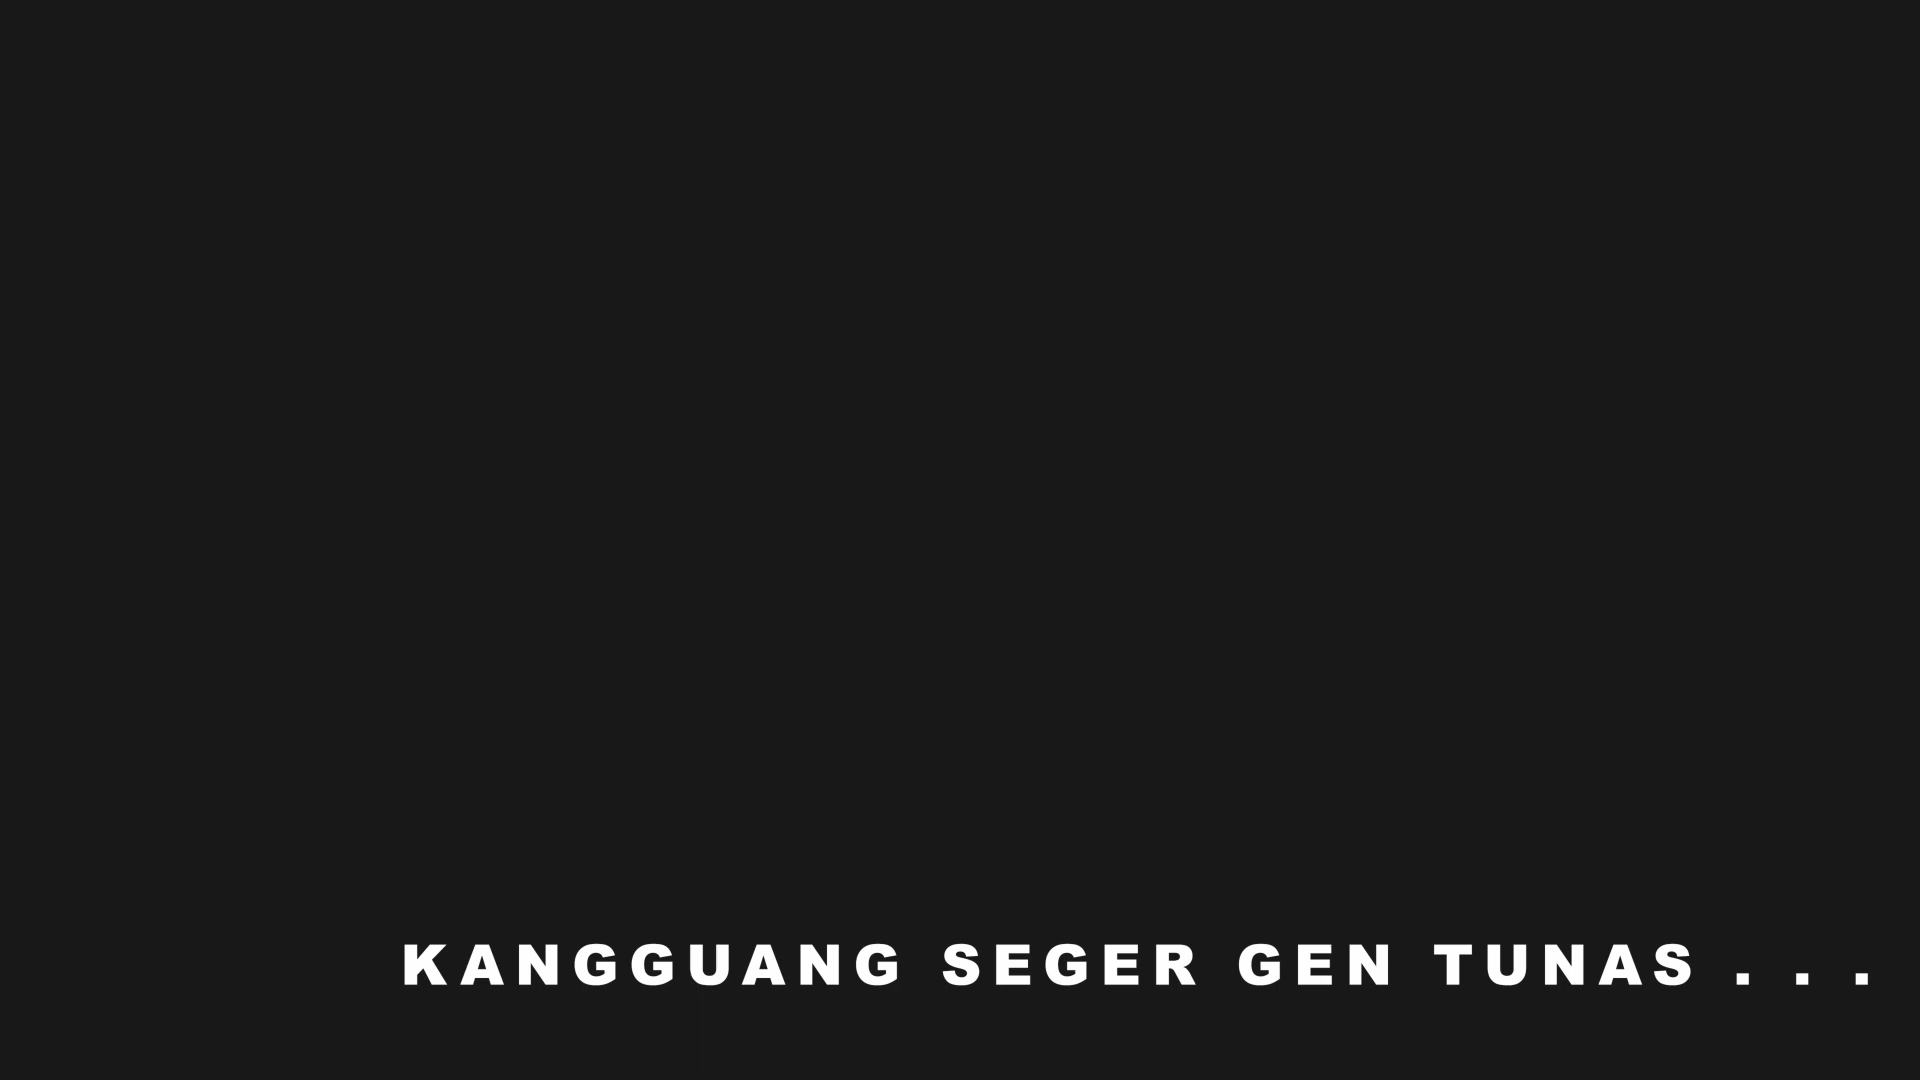 KANGGUANG SEGER GEN TUNAS . . .